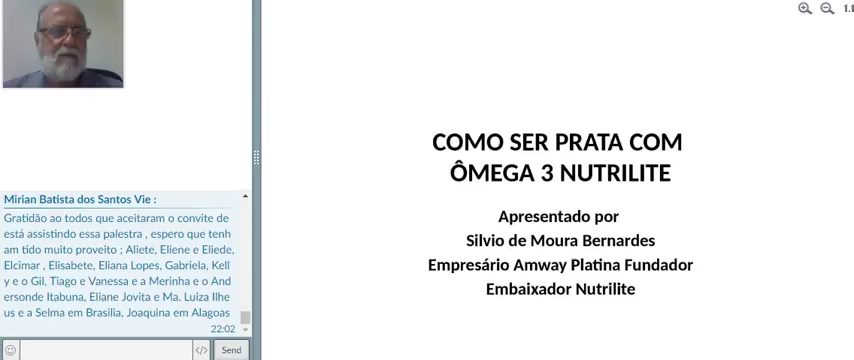 Mirian Batista dos Santos Vie :
Gratidão ao todos que aceitaram o convite de
está assistindo essa palestra , espero que tenh
am tido muito proveito ; Aliete, Eliene e Eliede,
Elcimar , Elisabete, Eliana Lopes, Gabriela, Kell
y e o Gil, Tiago e Vanessa e a Merinha e o And
ersonde Itabuna, Eliane Jovita e Ma. Luiza Ilhe
us e a Selma em Brasilia, Joaquina em Alagoas
22:02
Send
1.1
COMO SER PRATA COM
ÔMEGA 3 NUTRILITE
Apresentado por
Silvio de Moura Bernardes
Empresário Amway Platina Fundador
Embaixador Nutrilite